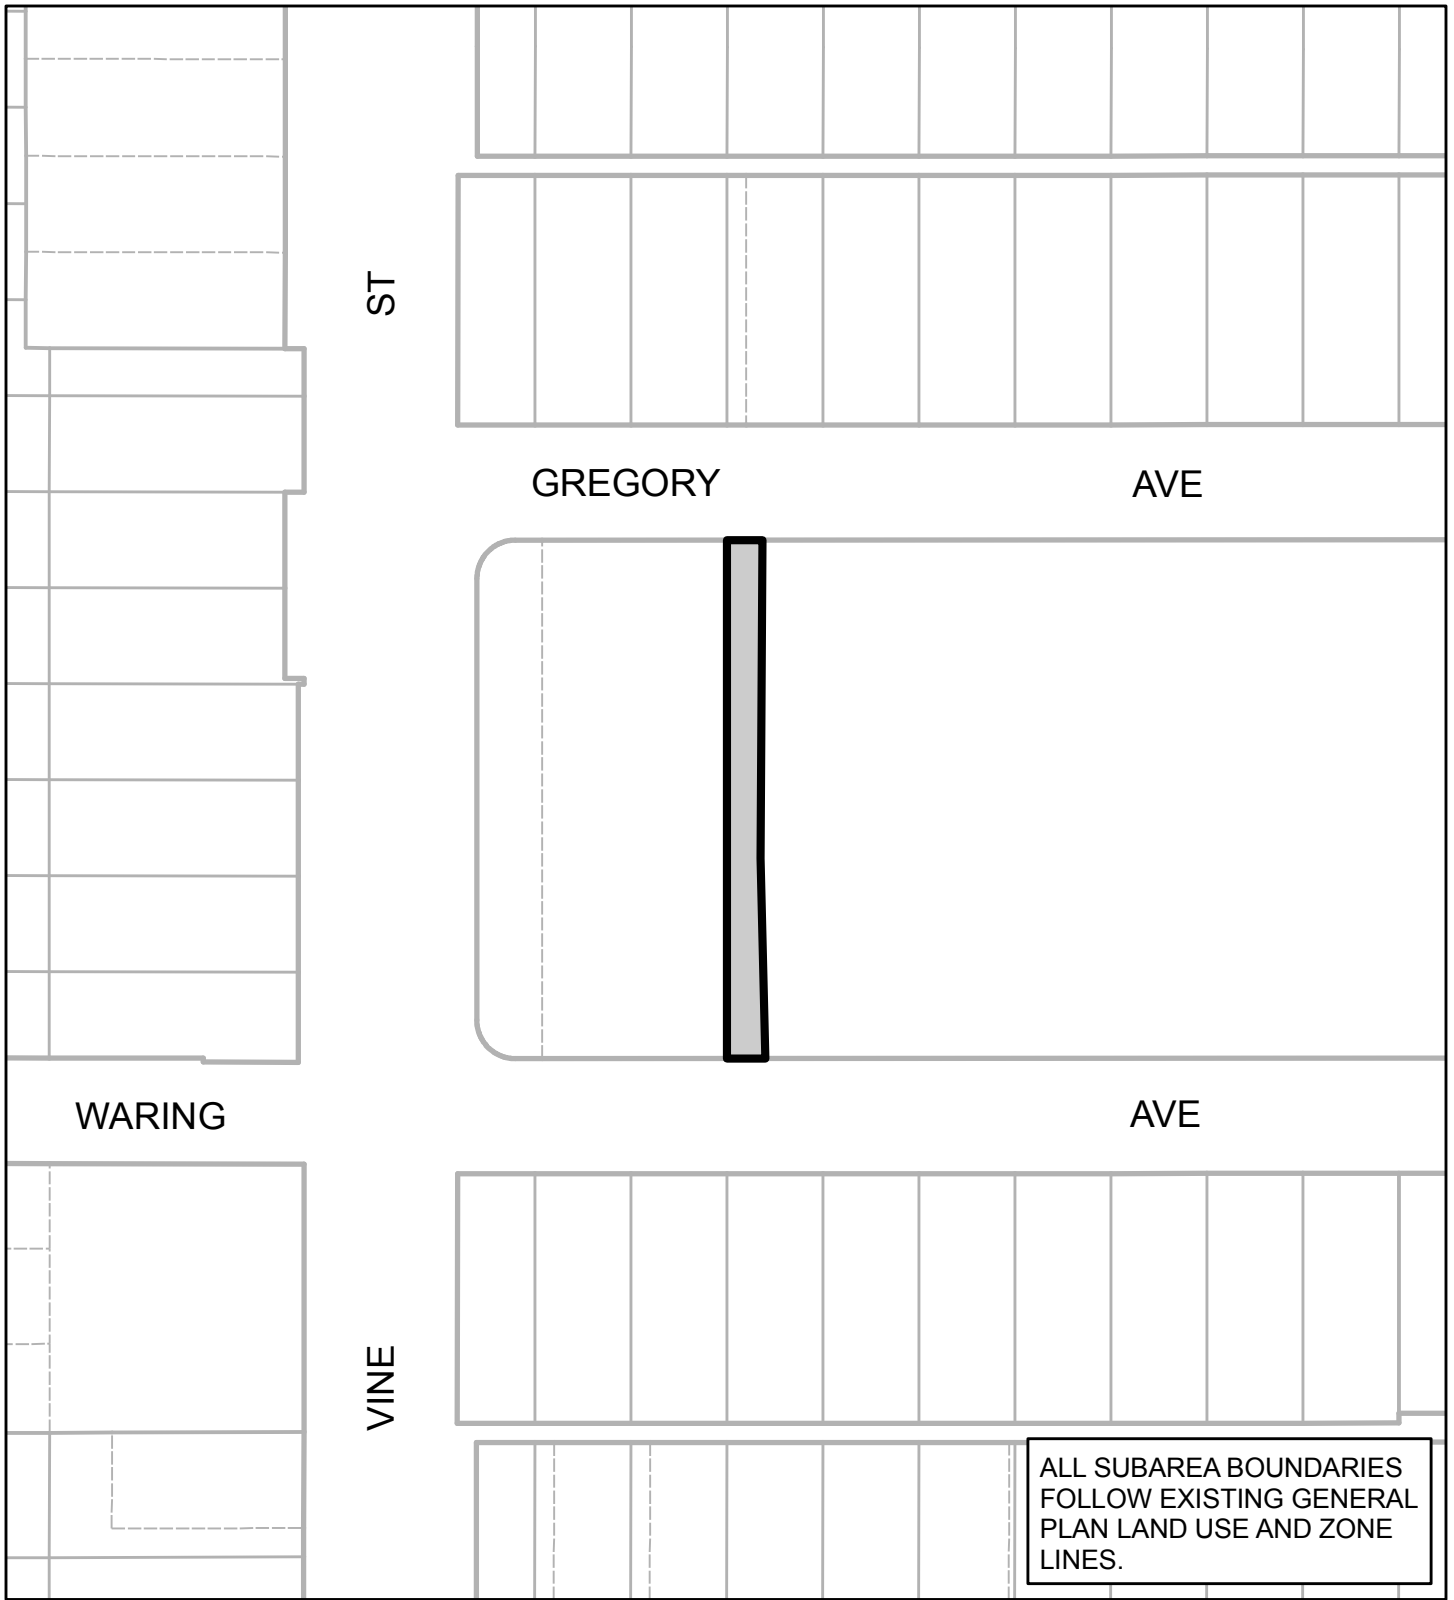 ST
GREGORY AVE
WARING AVE
VINE
ALL SUBAREA BOUNDARIES
FOLLOW EXISTING GENERAL
PLAN LAND USE AND ZONE
LINES.